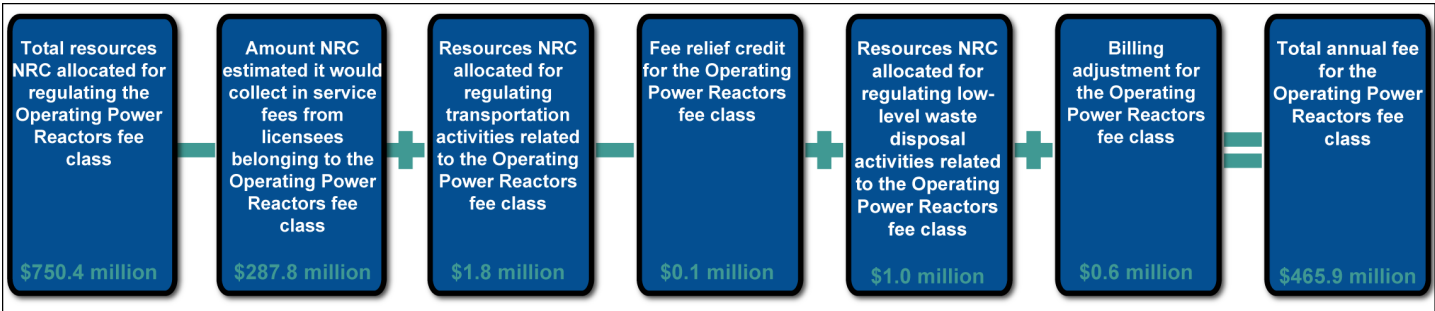 Total resources
NRC allocated for
regulating the
Operating Power
Reactors fee
class
$750.4 million
Amount NRC
estimated it would
collect in service
fees from
licensees
belonging to the
Operating Power
Reactors fee
class
$287.8 million
Resources NRC
allocated for
regulating
transportation
activities related
to the Operating
Power Reactors
fee class
$1.8 million
Fee relief credit
for the Operating
Power Reactors
fee class
$0.1 million
Resources NRC
allocated for
regulating low-
level waste
disposal
activities related
to the Operating
Power Reactors
fee class
$1.0 million
Billing
adjustment for
the Operating
Power Reactors
fee class
$0.6 million
Total annual fee
for the
Operating Power
Reactors fee
class
$465.9 million